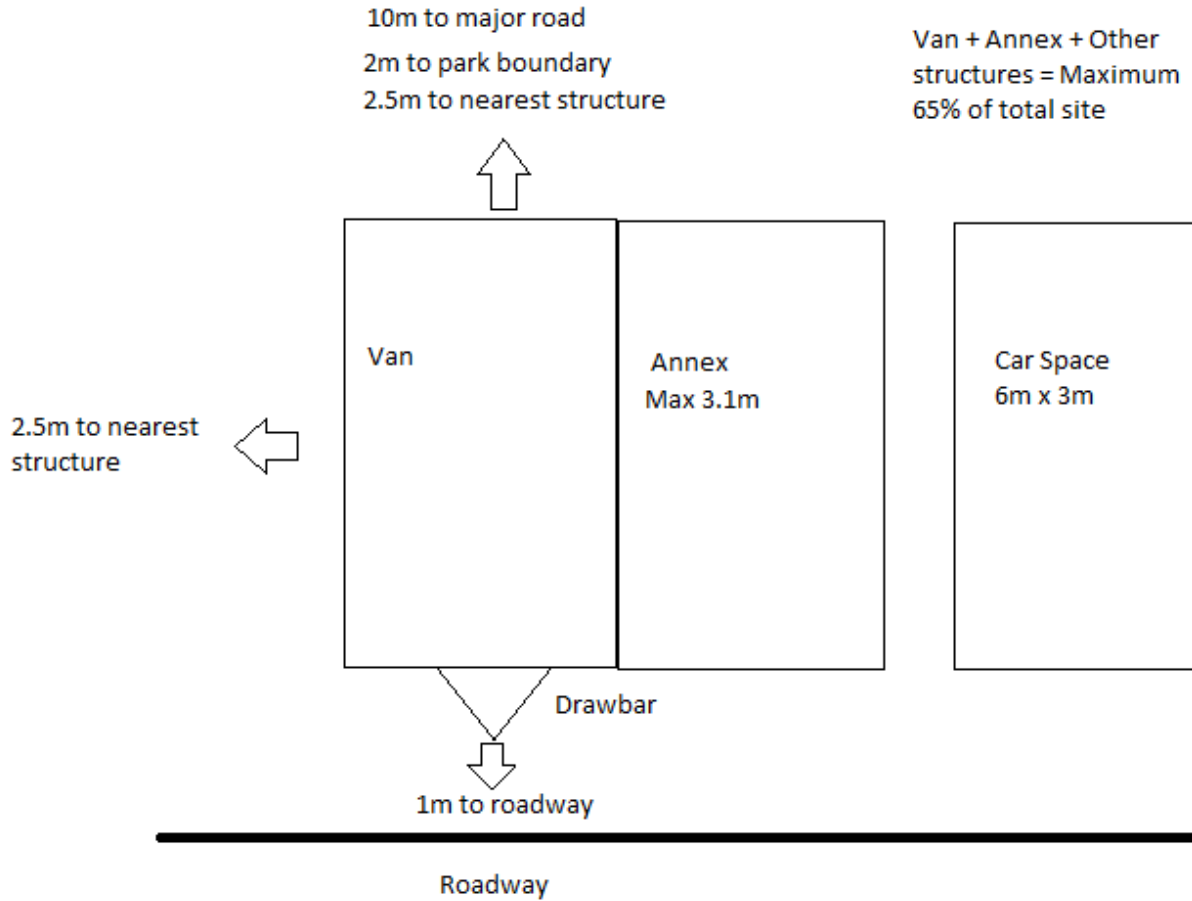 10m to major road
2m to park boundary
2.5m to nearest structure
Van + Annex + Other
structures = Maximum
65% of total site
Van
Annex
Max 3.1m
Car Space
6m x 3m
2.5m to nearest
structure
Drawbar
1m to roadway
Roadway